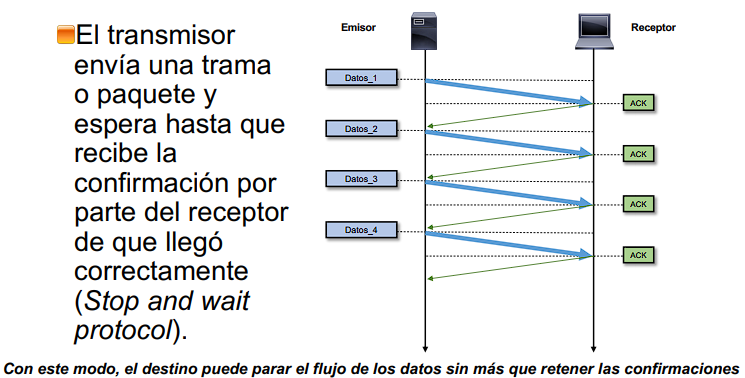 El transmisor
envía una trama
o paquete y
espera hasta que
recibe la
confirmación por
parte del receptor
de que llegó
correctamente
(Stop and wait
protocol).
Emisor
Receptor
Datos_1
ACK
Datos_2
ACK
Datos_3
ACK
Datos_4
ACK
Con este modo, el destino puede parar el flujo de los datos sin más que retener las confirmaciones